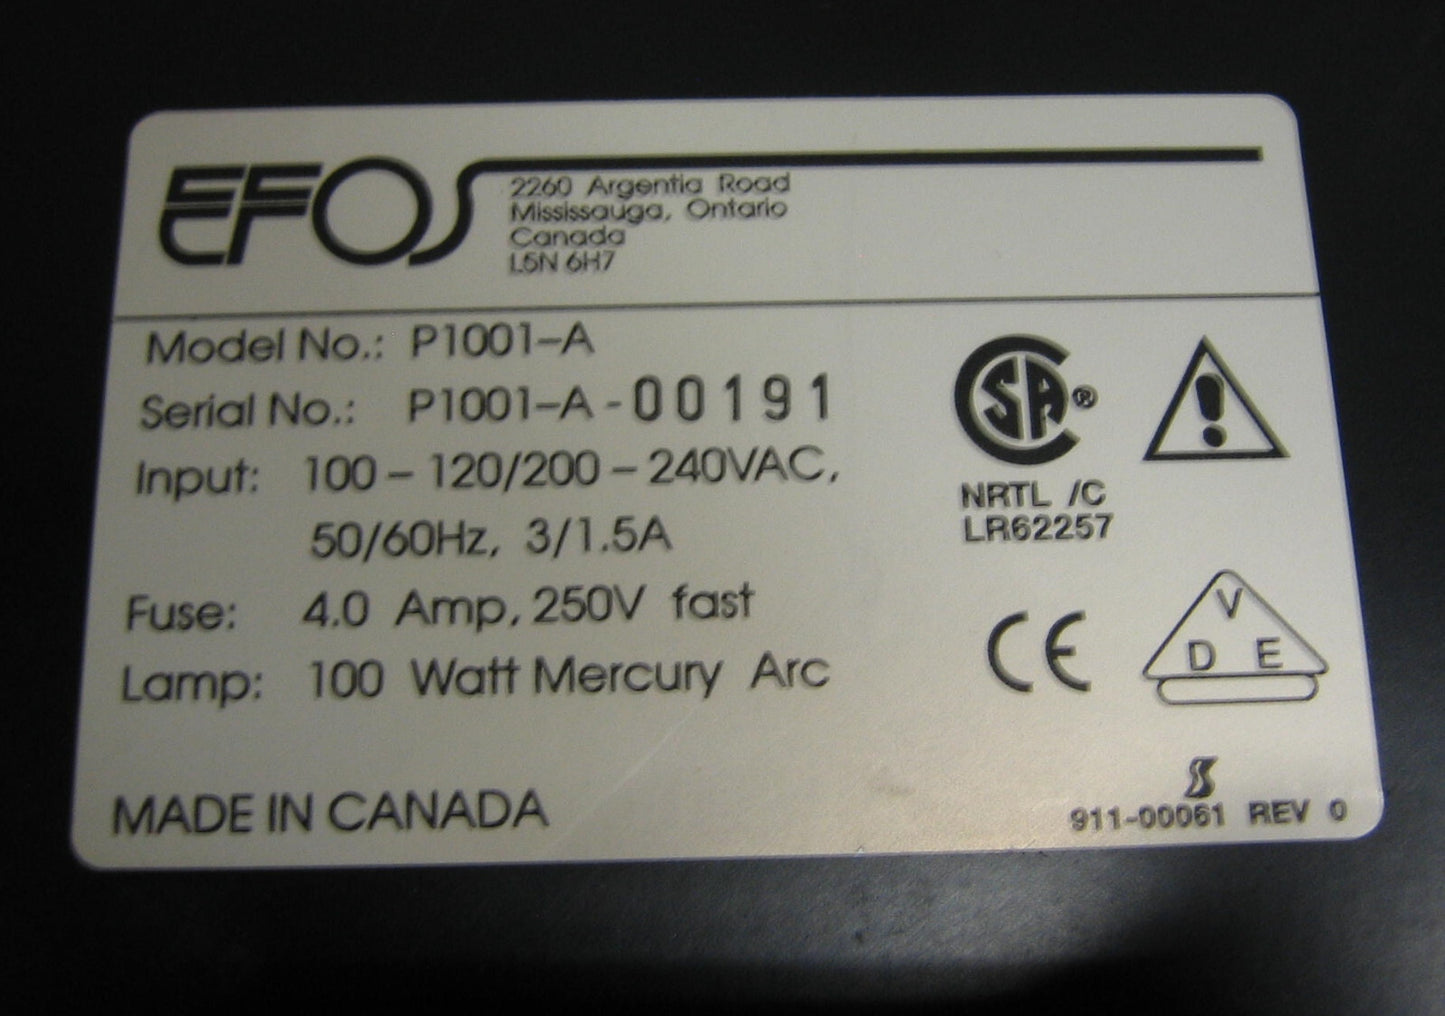 EFOS
2260 Argentia Road
Mississauga, Ontario
Canada
L5N 6H7
Model No.: P1001-A
Serial No.: P1001-A-00191
Input: 100-120/200-240VAC,
50/60Hz, 3/1.5A
Fuse: 4.0 Amp, 250V fast
Lamp: 100 Watt Mercury Arc
MADE IN CANADA
CSA®
NRTL /C
LR62257
CE
V
D E
911-00061 REV 0